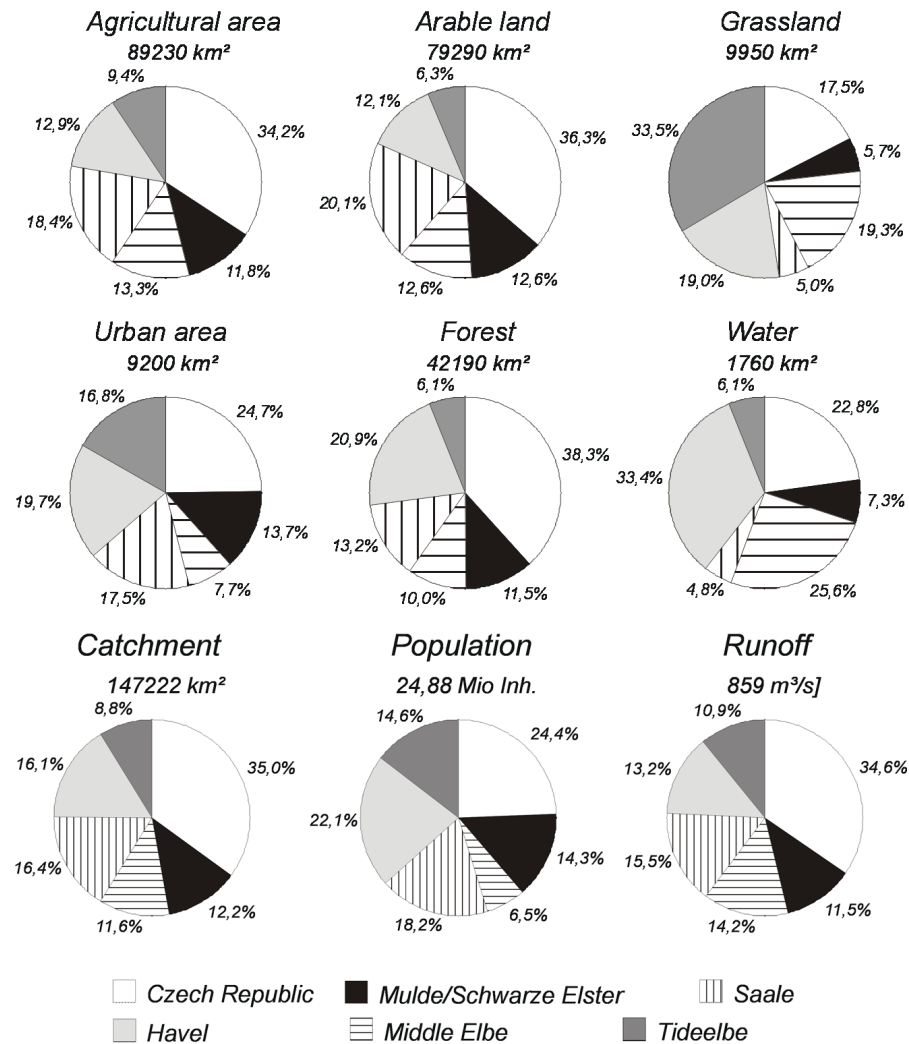 Agricultural area
89230 km²
9,4%
34,2%
12,9%
18,4%
11,8%
13,3%
Arable land
79290 km²
6,3%
12,1%
36,3%
20,1%
12,6%
12,6%
Grassland
9950 km²
17,5%
33,5%
5,7%
19,3%
19,0%
5,0%
Urban area
9200 km²
16,8%
24,7%
19,7%
13,7%
17,5%
7,7%
Forest
42190 km²
6,1%
20,9%
38,3%
13,2%
10,0%
11,5%
Water
1760 km²
6,1%
22,8%
33,4%
7,3%
4,8%
25,6%
Catchment
147222 km²
8,8%
16,1%
35,0%
16,4%
12,2%
11,6%
Population
24,88 Mio Inh.
14,6%
24,4%
22,1%
14,3%
18,2%
6,5%
Runoff
859 m³/s]
10,9%
13,2%
34,6%
15,5%
11,5%
14,2%
Czech Republic
Mulde/Schwarze Elster
Saale
Havel
Middle Elbe
Tideelbe